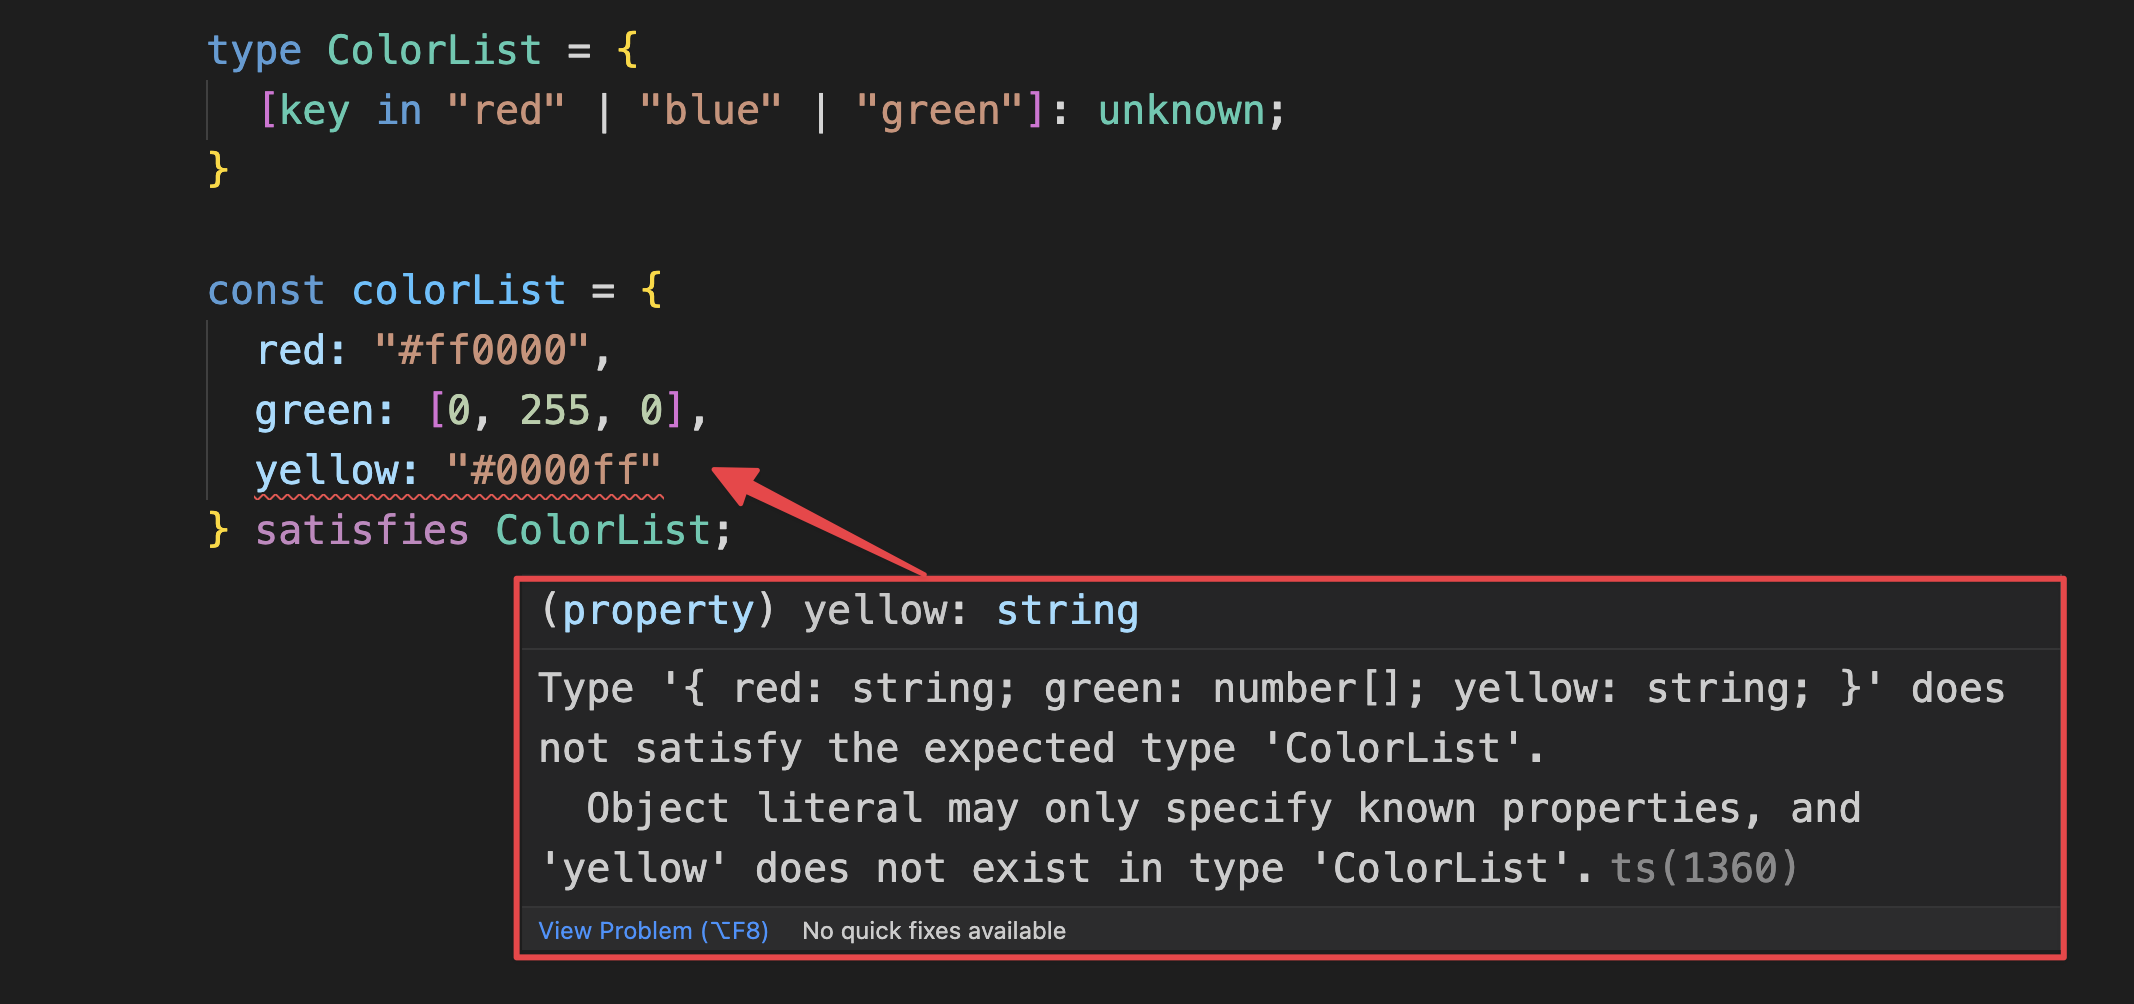 type ColorList = {
  [key in "red" | "blue" | "green"]: unknown;
}
const colorList = {
  red: "#ff0000",
  green: [0, 255, 0],
  yellow: "#0000ff"
} satisfies ColorList;
(property) yellow: string
Type '{ red: string; green: number[]; yellow: string; }' does
not satisfy the expected type 'ColorList'.
  Object literal may only specify known properties, and
'yellow' does not exist in type 'ColorList'. ts(1360)
View Problem (⌥F8) No quick fixes available